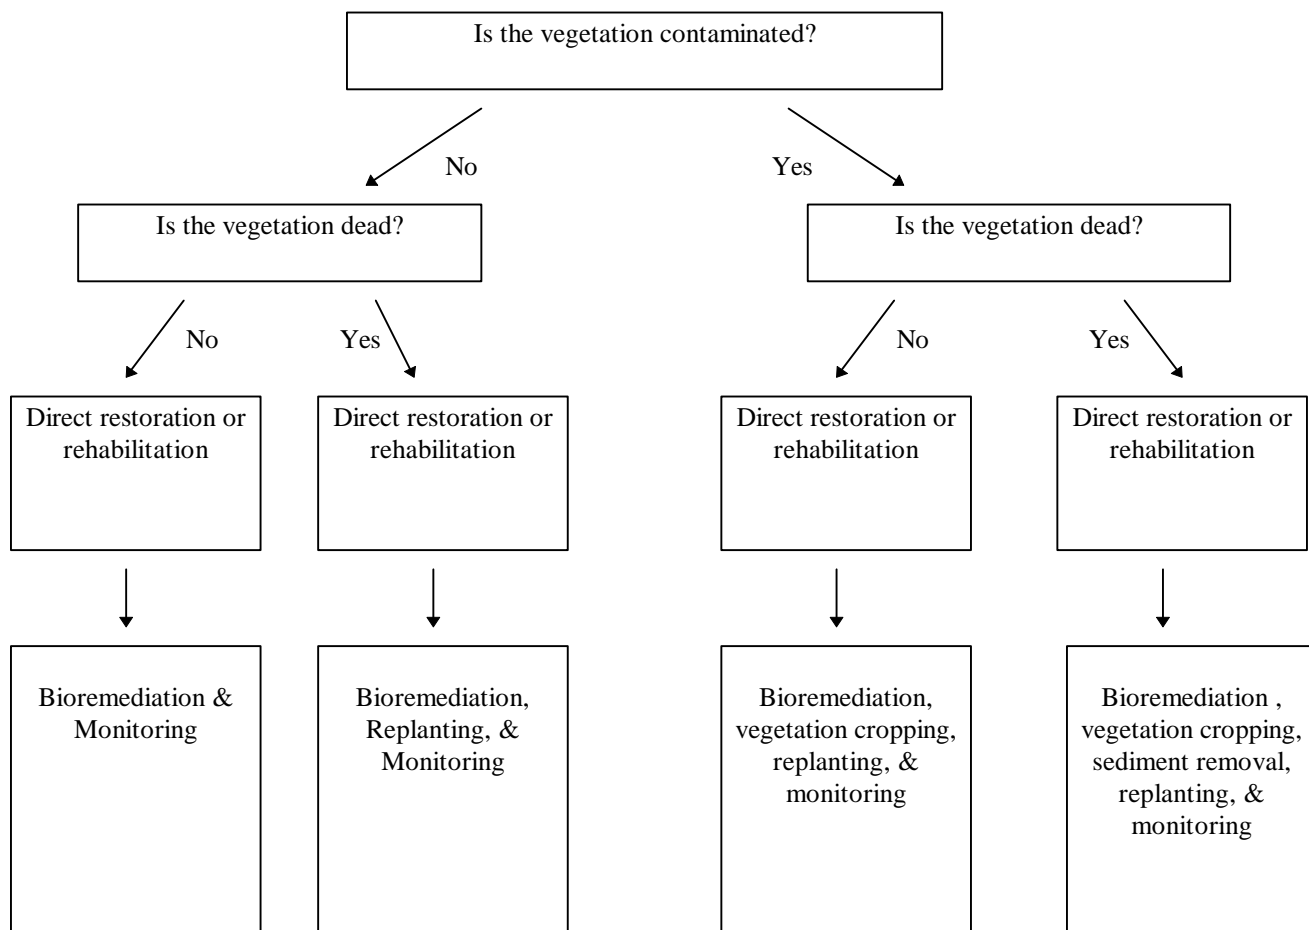 Is the vegetation contaminated?
No
Yes
Is the vegetation dead?
Is the vegetation dead?
No
Yes
No
Yes
Direct restoration or
rehabilitation
Direct restoration or
rehabilitation
Direct restoration or
rehabilitation
Direct restoration or
rehabilitation
Bioremediation &
Monitoring
Bioremediation,
Replanting, &
Monitoring
Bioremediation,
vegetation cropping,
replanting, &
monitoring
Bioremediation ,
vegetation cropping,
sediment removal,
replanting, &
monitoring